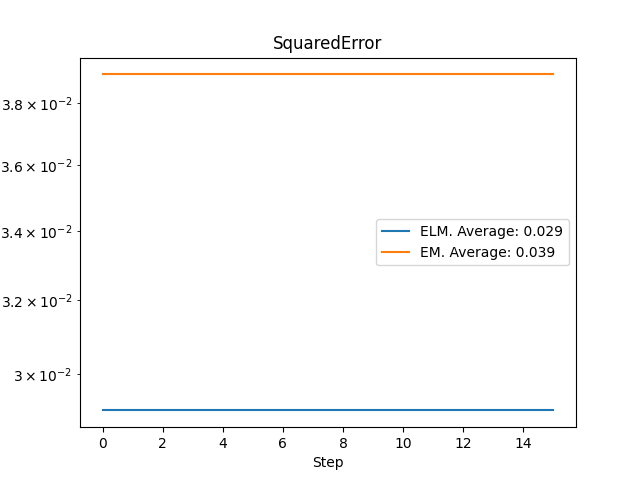 SquaredError
3.8 × 10⁻²
3.6 × 10⁻²
3.4 × 10⁻²
3.2 × 10⁻²
3 × 10⁻²
ELM. Average: 0.029
EM. Average: 0.039
0 2 4 6 8 10 12 14
Step